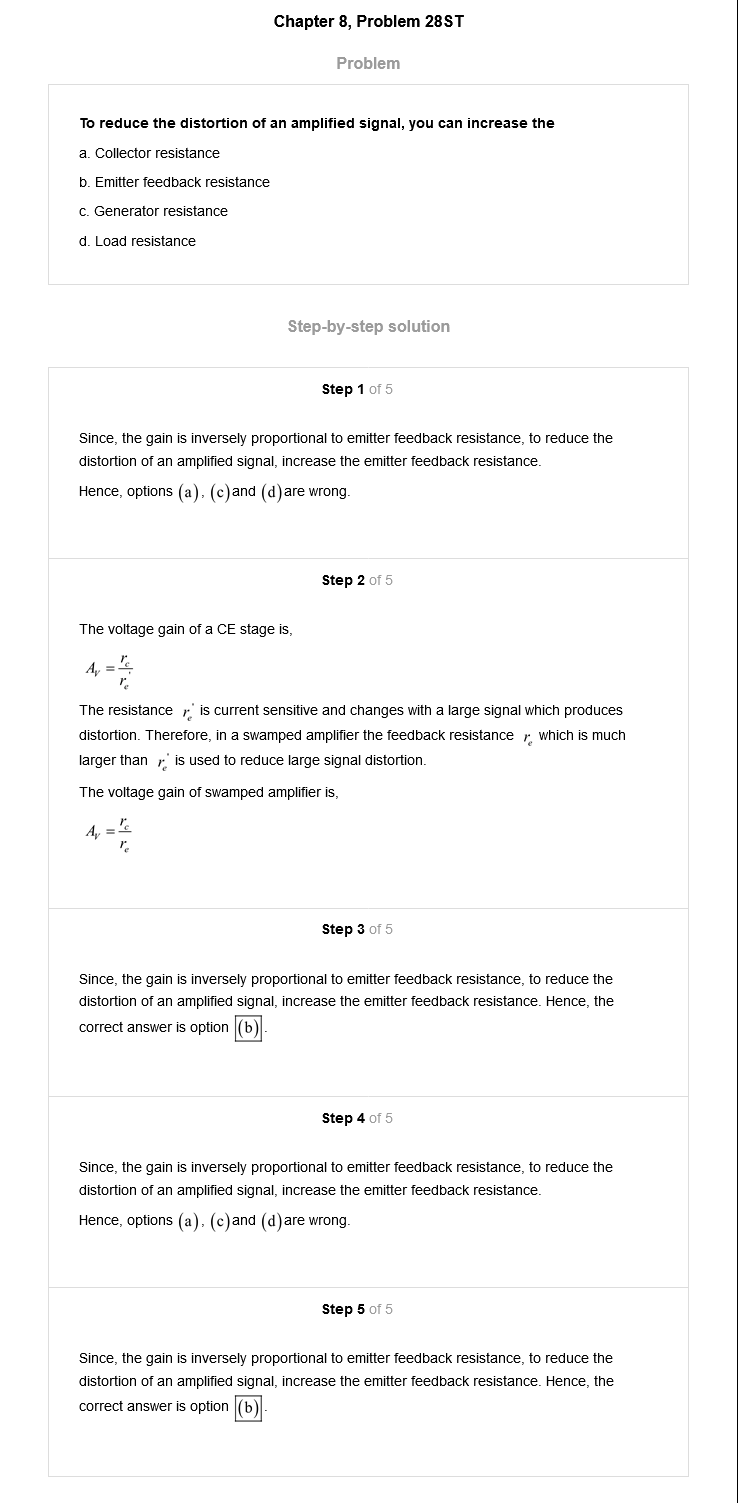 Chapter 8, Problem 28ST
Problem
To reduce the distortion of an amplified signal, you can increase the
a. Collector resistance
b. Emitter feedback resistance
c. Generator resistance
d. Load resistance
Step-by-step solution
Step 1 of 5
Since, the gain is inversely proportional to emitter feedback resistance, to reduce the
distortion of an amplified signal, increase the emitter feedback resistance.
Hence, options (a), (c)and (d)are wrong.
Step 2 of 5
The voltage gain of a CE stage is,
A_V = r_c / r_e'
The resistance r_e' is current sensitive and changes with a large signal which produces
distortion. Therefore, in a swamped amplifier the feedback resistance r_e which is much
larger than r_e' is used to reduce large signal distortion.
The voltage gain of swamped amplifier is,
A_V = r_c / r_e
Step 3 of 5
Since, the gain is inversely proportional to emitter feedback resistance, to reduce the
distortion of an amplified signal, increase the emitter feedback resistance. Hence, the
correct answer is option (b).
Step 4 of 5
Since, the gain is inversely proportional to emitter feedback resistance, to reduce the
distortion of an amplified signal, increase the emitter feedback resistance.
Hence, options (a), (c)and (d)are wrong.
Step 5 of 5
Since, the gain is inversely proportional to emitter feedback resistance, to reduce the
distortion of an amplified signal, increase the emitter feedback resistance. Hence, the
correct answer is option (b).